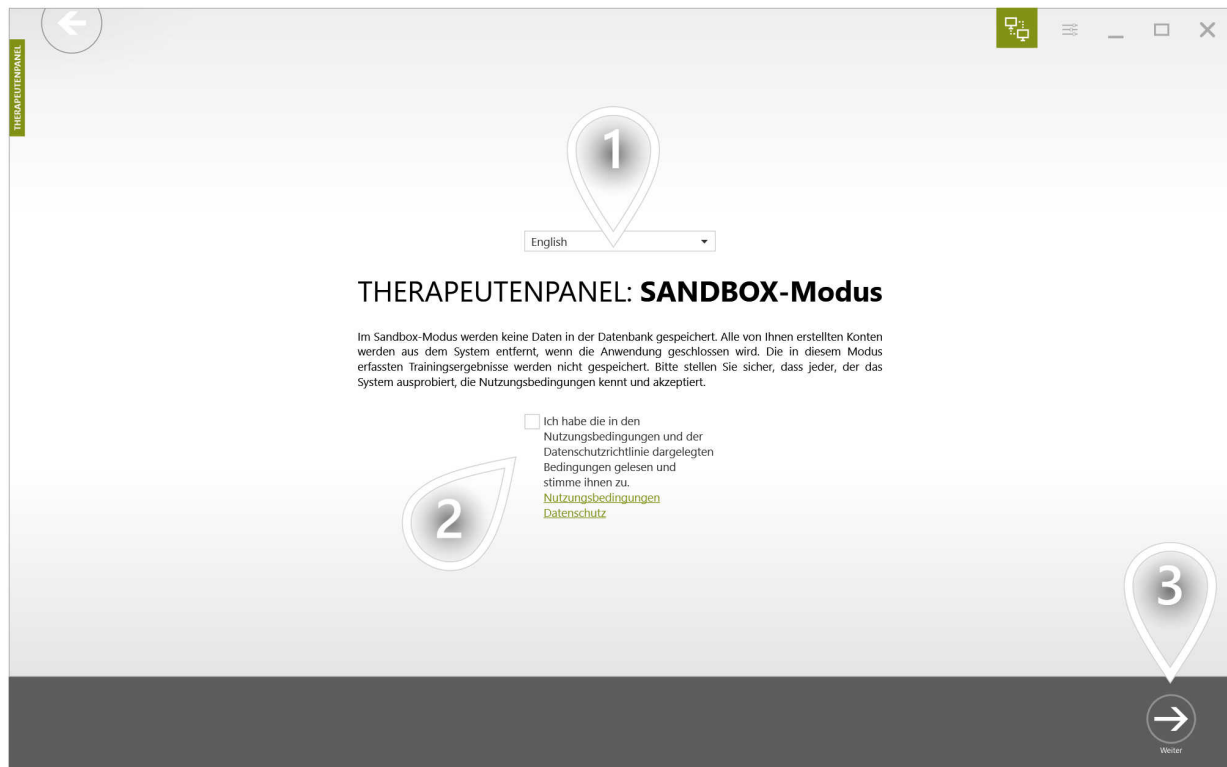 THERAPEUTENPANEL
1
English
THERAPEUTENPANEL: SANDBOX-Modus
Im Sandbox-Modus werden keine Daten in der Datenbank gespeichert. Alle von Ihnen erstellten Konten
werden aus dem System entfernt, wenn die Anwendung geschlossen wird. Die in diesem Modus
erfassten Trainingsergebnisse werden nicht gespeichert. Bitte stellen Sie sicher, dass jeder, der das
System ausprobiert, die Nutzungsbedingungen kennt und akzeptiert.
Ich habe die in den
Nutzungsbedingungen und der
Datenschutzrichtlinie dargelegten
Bedingungen gelesen und
stimme ihnen zu.
Nutzungsbedingungen
Datenschutz
2
3
Weiter